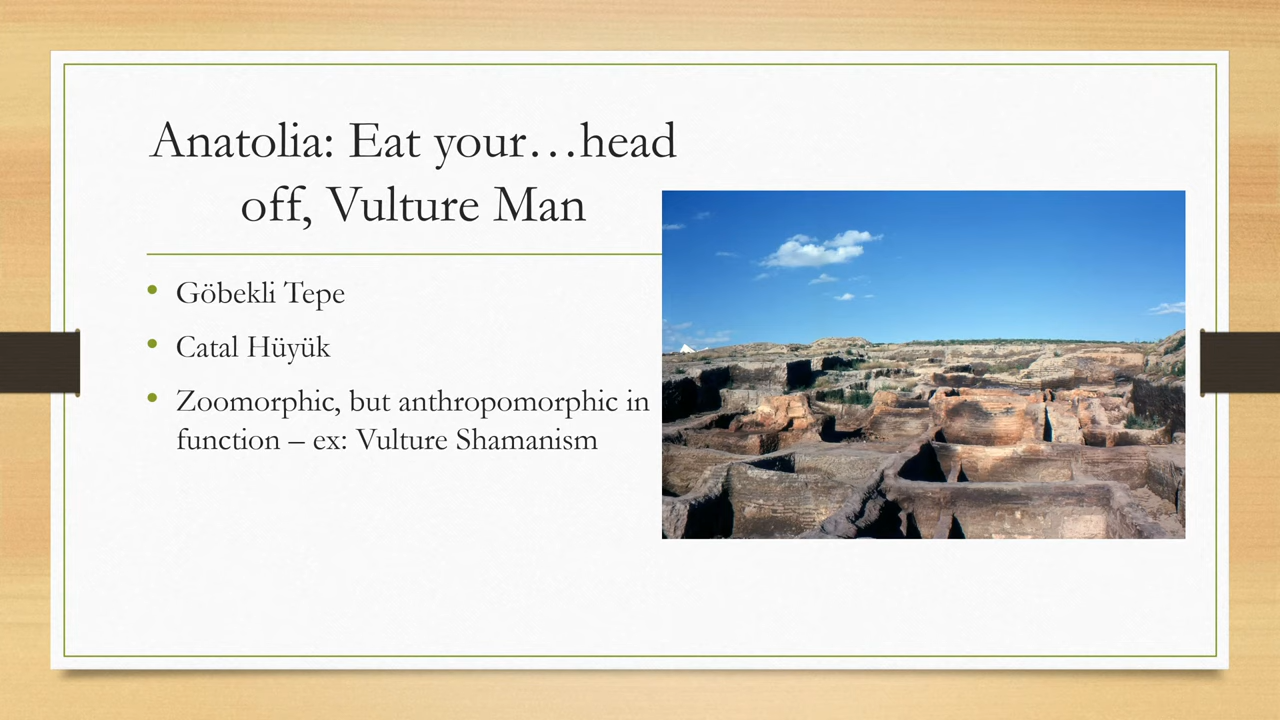 Anatolia: Eat your…head
off, Vulture Man
• Göbekli Tepe
• Catal Hüyük
• Zoomorphic, but anthropomorphic in
function – ex: Vulture Shamanism